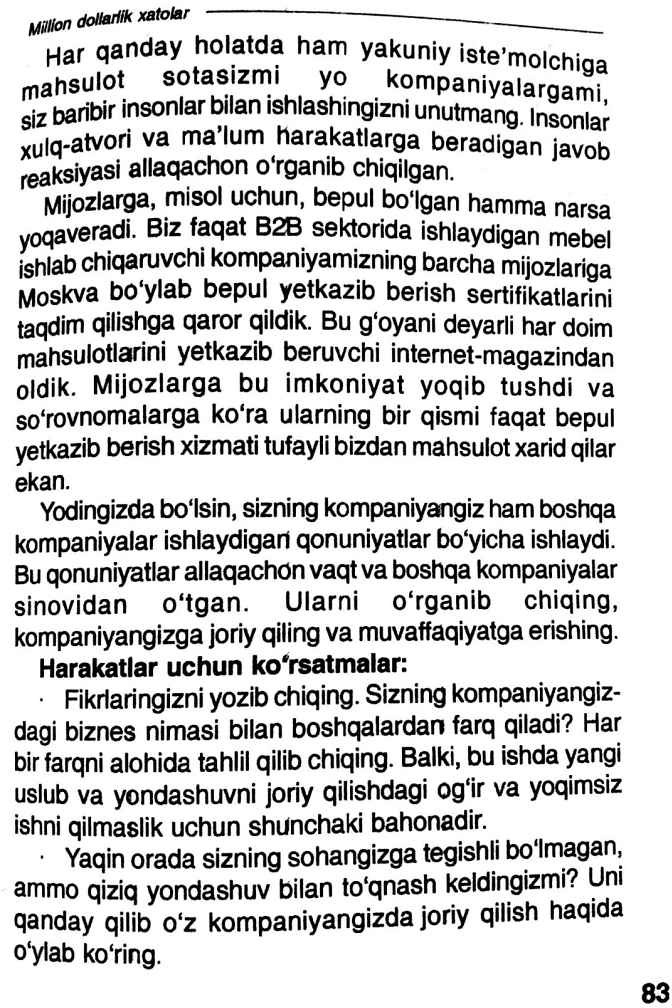 Million dollarlik xatolar
Har qanday holatda ham yakuniy iste'molchiga
mahsulot sotasizmi yo kompaniyalargami,
siz baribir insonlar bilan ishlashingizni unutmang. Insonlar
xulq-atvori va ma'lum harakatlarga beradigan javob
reaksiyasi allaqachon o'rganib chiqilgan.
Mijozlarga, misol uchun, bepul bo'lgan hamma narsa
yoqaveradi. Biz faqat B2B sektorida ishlaydigan mebel
ishlab chiqaruvchi kompaniyamizning barcha mijozlariga
Moskva bo'ylab bepul yetkazib berish sertifikatlarini
taqdim qilishga qaror qildik. Bu g'oyani deyarli har doim
mahsulotlarini yetkazib beruvchi internet-magazindan
oldik. Mijozlarga bu imkoniyat yoqib tushdi va
so'rovnomalarga ko'ra ularning bir qismi faqat bepul
yetkazib berish xizmati tufayli bizdan mahsulot xarid qilar
ekan.
Yodingizda bo'lsin, sizning kompaniyangiz ham boshqa
kompaniyalar ishlaydigan qonuniyatlar bo'yicha ishlaydi.
Bu qonuniyatlar allaqachon vaqt va boshqa kompaniyalar
sinovidan o'tgan. Ularni o'rganib chiqing,
kompaniyangizga joriy qiling va muvaffaqiyatga erishing.
Harakatlar uchun ko'rsatmalar:
· Fikrlaringizni yozib chiqing. Sizning kompaniyangiz-
dagi biznes nimasi bilan boshqalardan farq qiladi? Har
bir farqni alohida tahlil qilib chiqing. Balki, bu ishda yangi
uslub va yondashuvni joriy qilishdagi og'ir va yoqimsiz
ishni qilmaslik uchun shunchaki bahonadir.
· Yaqin orada sizning sohangizga tegishli bo'lmagan,
ammo qiziq yondashuv bilan to'qnash keldingizmi? Uni
qanday qilib o'z kompaniyangizda joriy qilish haqida
o'ylab ko'ring.
83